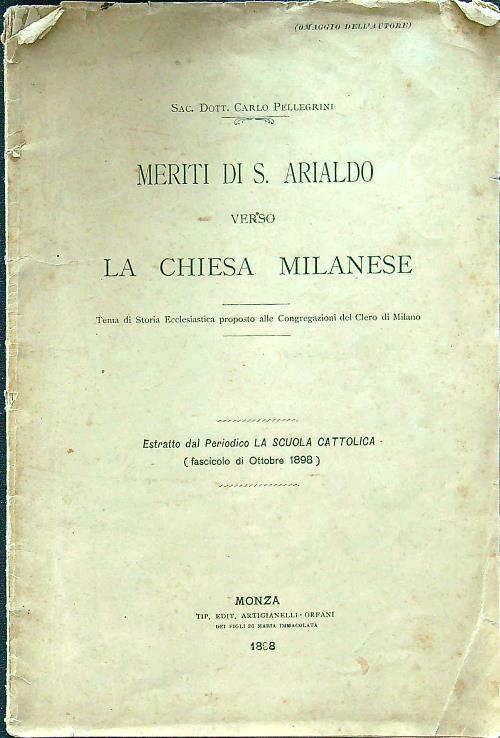 (OMAGGIO DELL'AUTORE)
SAC. DOTT. CARLO PELLEGRINI
MERITI DI S. ARIALDO
VERSO
LA CHIESA MILANESE
Tema di Storia Ecclesiastica proposto alle Congregazioni del Clero di Milano
Estratto dal Periodico LA SCUOLA CATTOLICA
( fascicolo di Ottobre 1898 )
MONZA
TIP. EDIT. ARTIGIANELLI-ORFANI
DEI FIGLI DI MARIA IMMACOLATA
1898